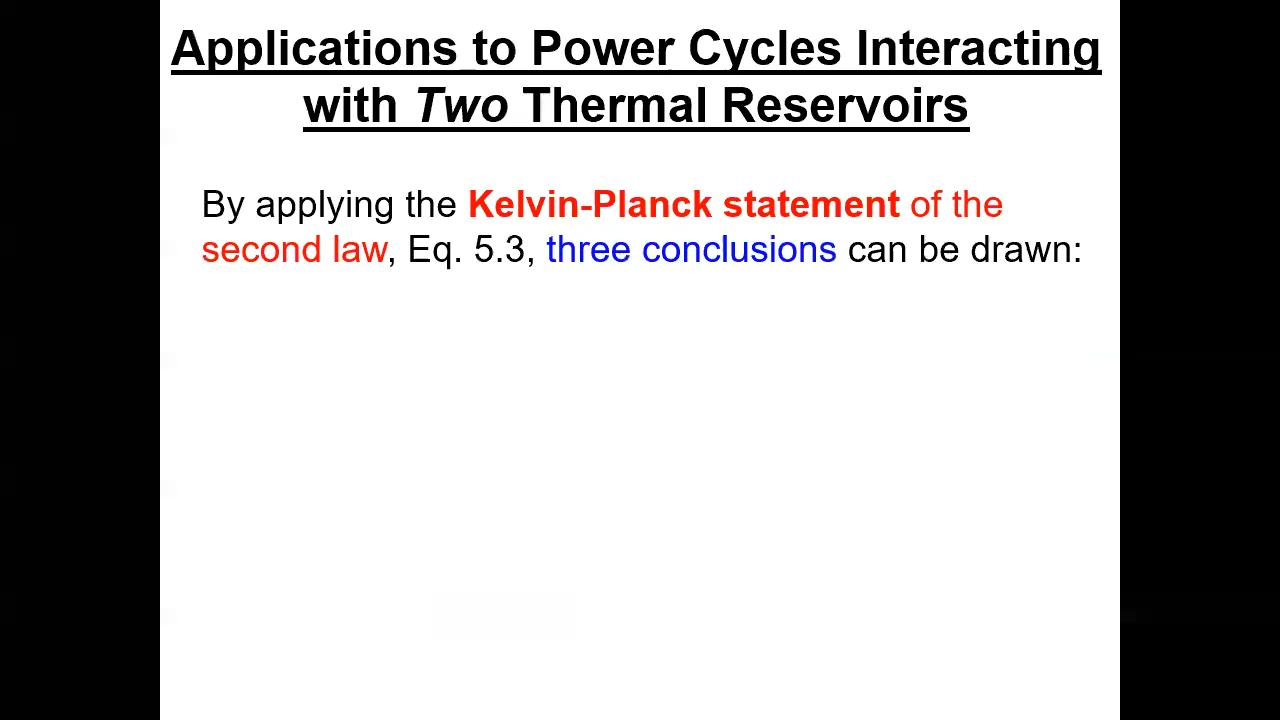 Applications to Power Cycles Interacting
with Two Thermal Reservoirs
By applying the Kelvin-Planck statement of the
second law, Eq. 5.3, three conclusions can be drawn: